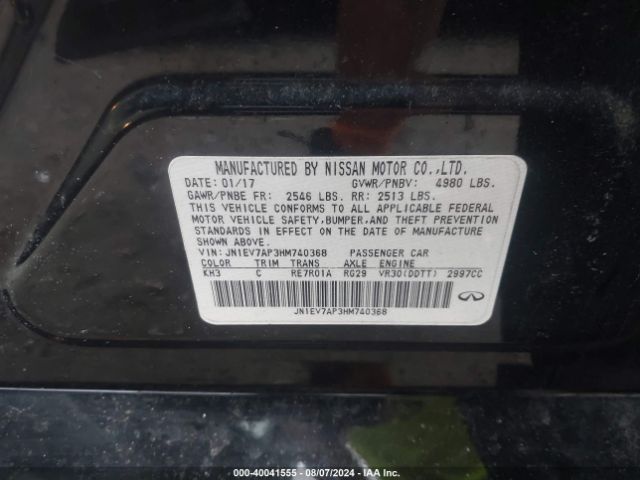 MANUFACTURED BY NISSAN MOTOR CO.,LTD.
DATE: 01/17 GVWR/PNBV: 4980 LBS.
GAWR/PNBE FR: 2546 LBS. RR: 2513 LBS.
THIS VEHICLE CONFORMS TO ALL APPLICABLE FEDERAL
MOTOR VEHICLE SAFETY,BUMPER,AND THEFT PREVENTION
STANDARDS IN EFFECT ON THE DATE OF MANUFACTURE
SHOWN ABOVE.
VIN: JN1EV7AP3HM740368 PASSENGER CAR
COLOR TRIM TRANS AXLE ENGINE
KH3 C RE7R01A RG29 VR30(DDTT) 2997CC
JN1EV7AP3HM740368
000-40041555 - 08/07/2024 - IAA Inc.